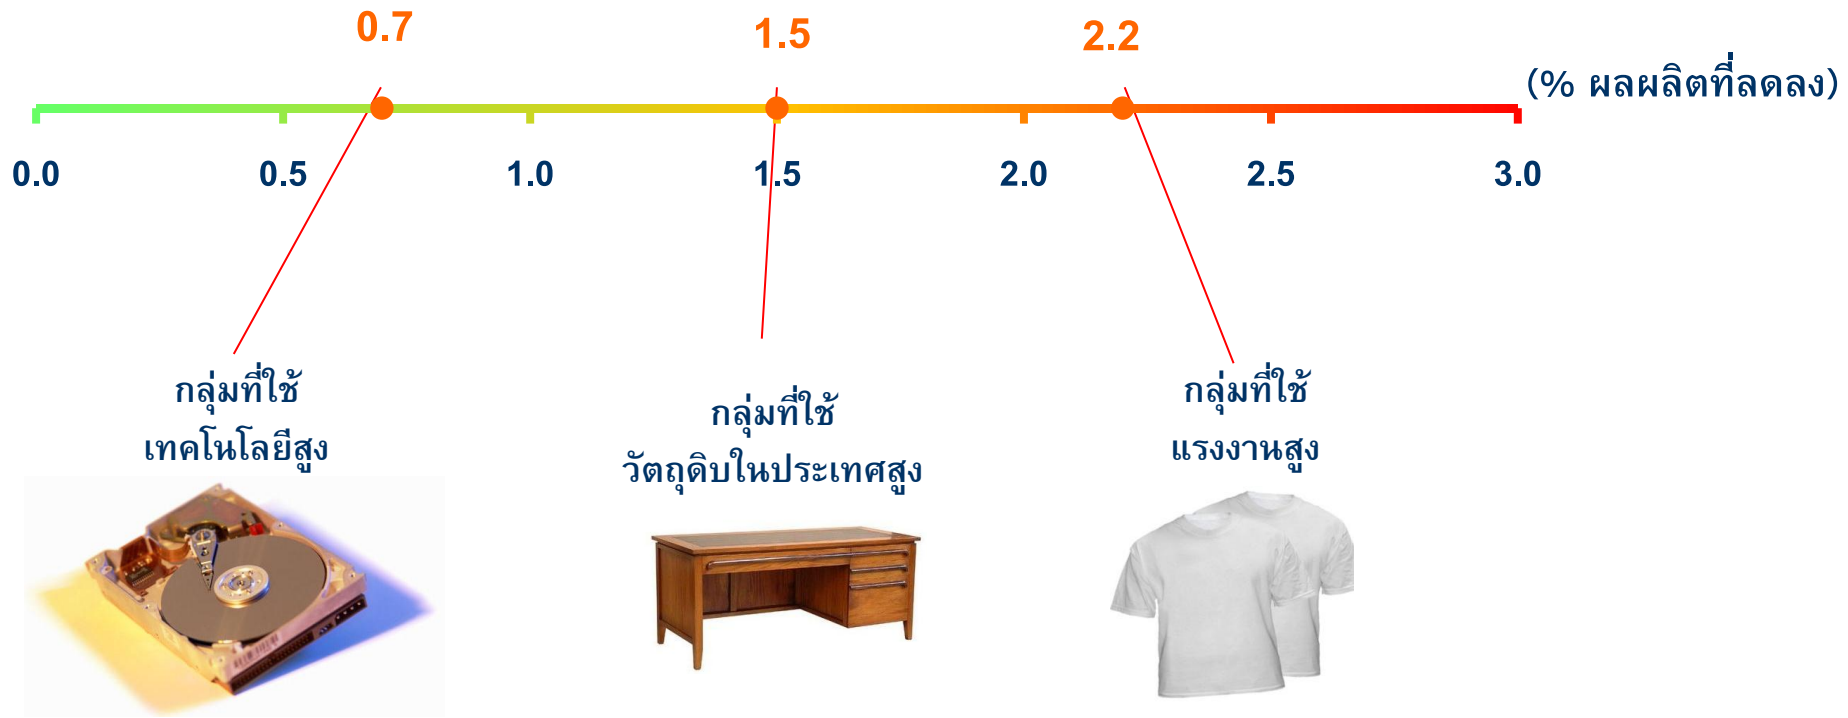 0.7
1.5
2.2
(% ผลผลิตที่ลดลง)
0.0
0.5
1.0
1.5
2.0
2.5
3.0
กลุ่มที่ใช้
เทคโนโลยีสูง
กลุ่มที่ใช้
วัตถุดิบในประเทศสูง
กลุ่มที่ใช้
แรงงานสูง